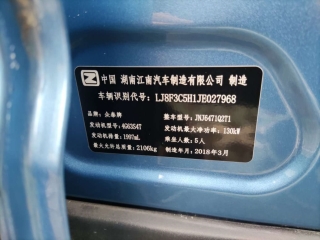 中国 湖南江南汽车制造有限公司 制造
车辆识别代号：LJ8F3C5H1JE027968
品牌：众泰牌 整车型号：JNJ6471QZ71
发动机型号：4G63S4T 发动机最大净功率：130kW
发动机排量：1997mL 乘坐人数：5人
最大允许总质量：2106kg 制造年月：2018年3月